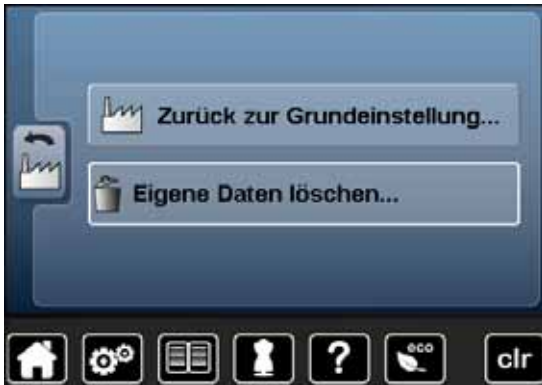 Zurück zur Grundeinstellung...
Eigene Daten löschen...
?
eco
clr